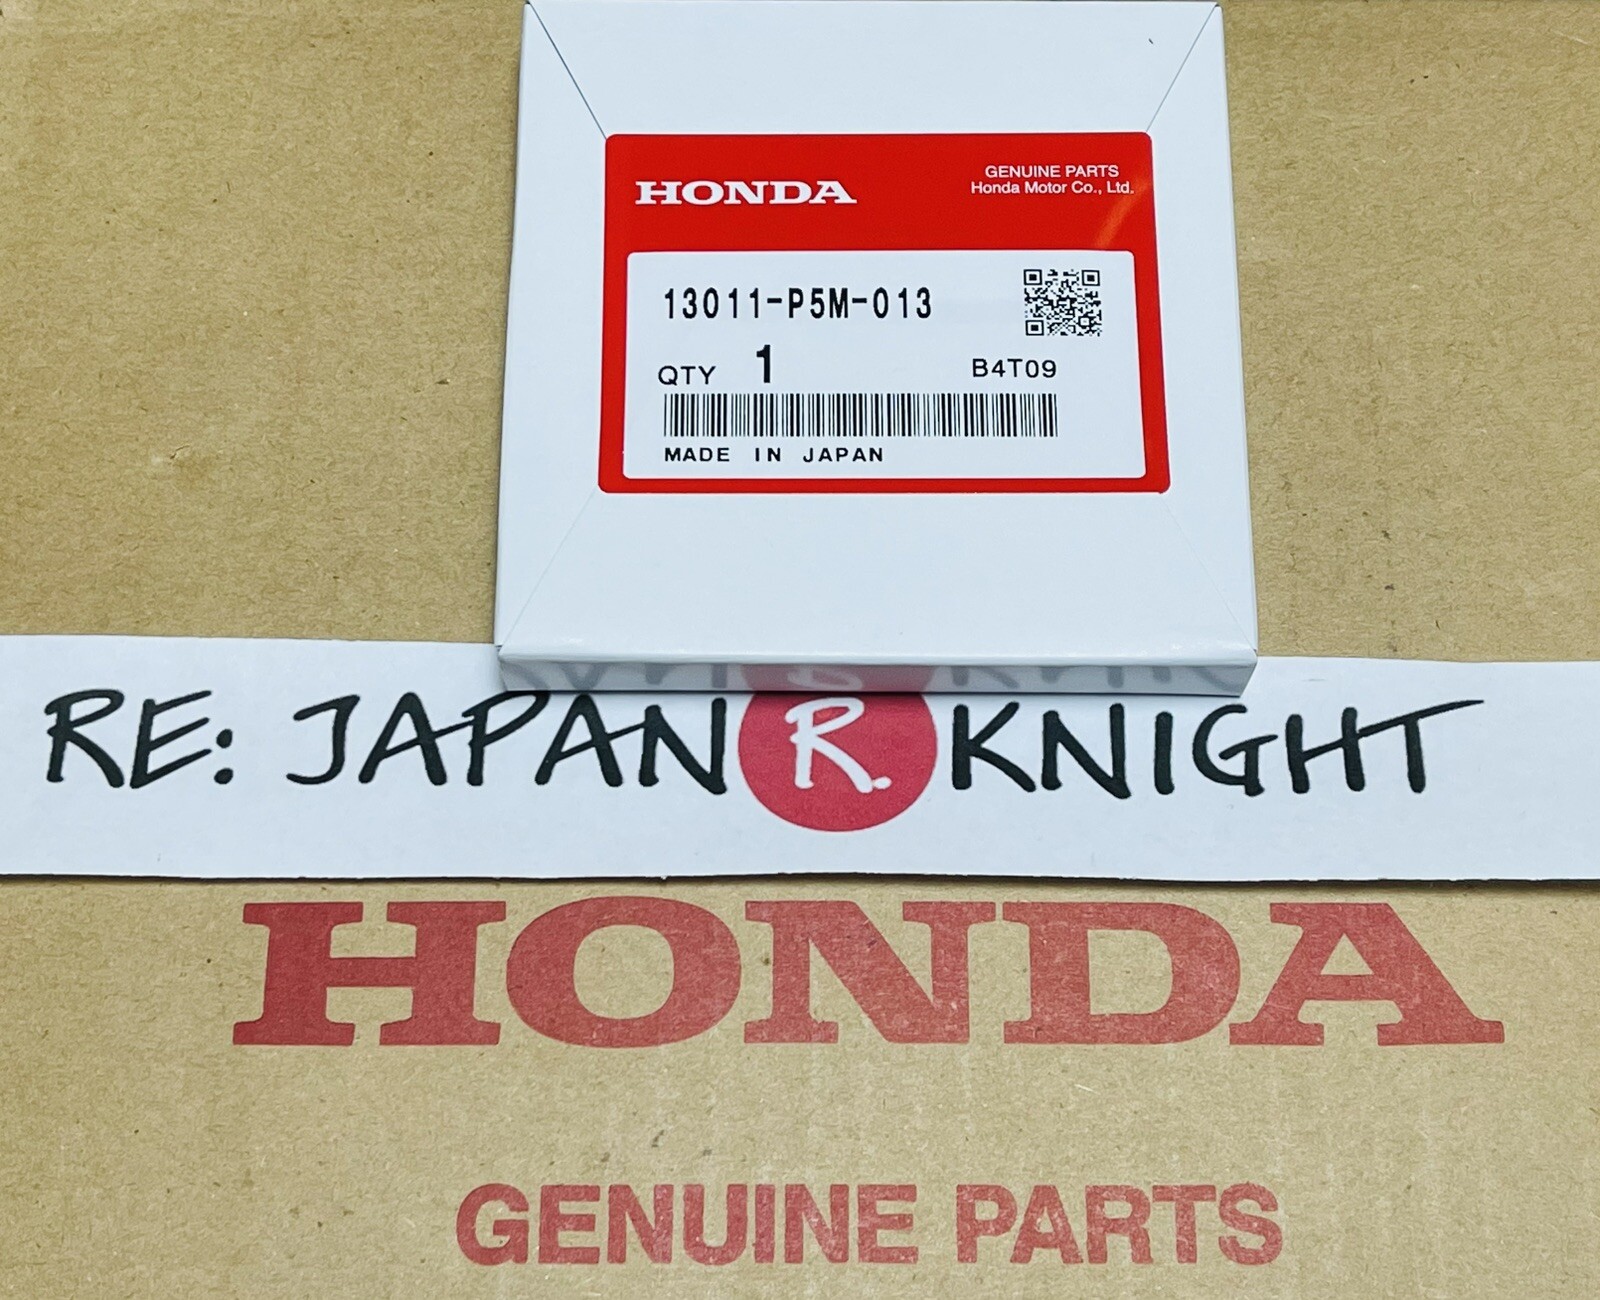 HONDA
GENUINE PARTS
Honda Motor Co., Ltd.
13011-P5M-013
QTY 1 B4T09
MADE IN JAPAN
RE: JAPAN R. KNIGHT
HONDA
GENUINE PARTS